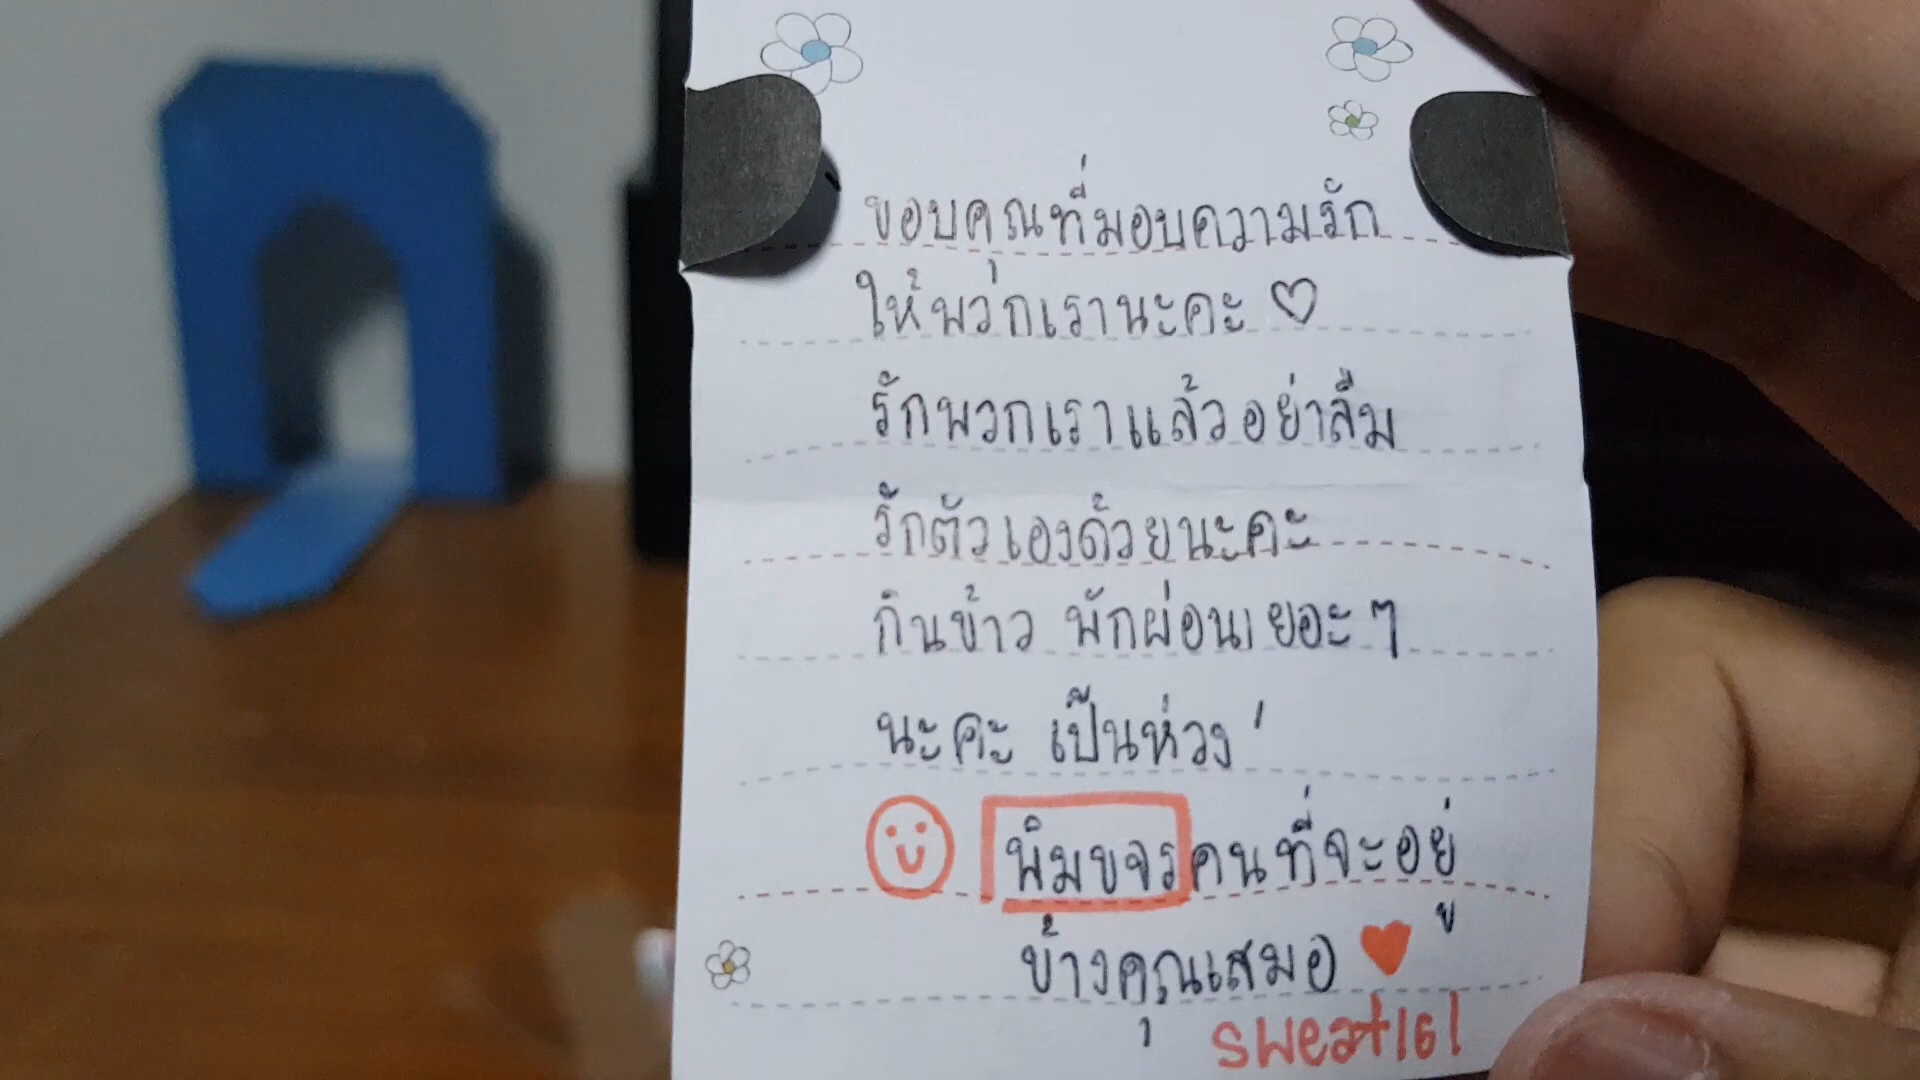 ขอบคุณที่มอบความรัก
ให้พวกเรานะคะ ♡
รักพวกเราแล้วอย่าลืม
รักตัวเองด้วยนะคะ
กินข้าว พักผ่อนเยอะ ๆ
นะคะ เป็นห่วง'
พิมขจรคนที่จะอยู่
ข้างคุณเสมอ ♥
sweat16!